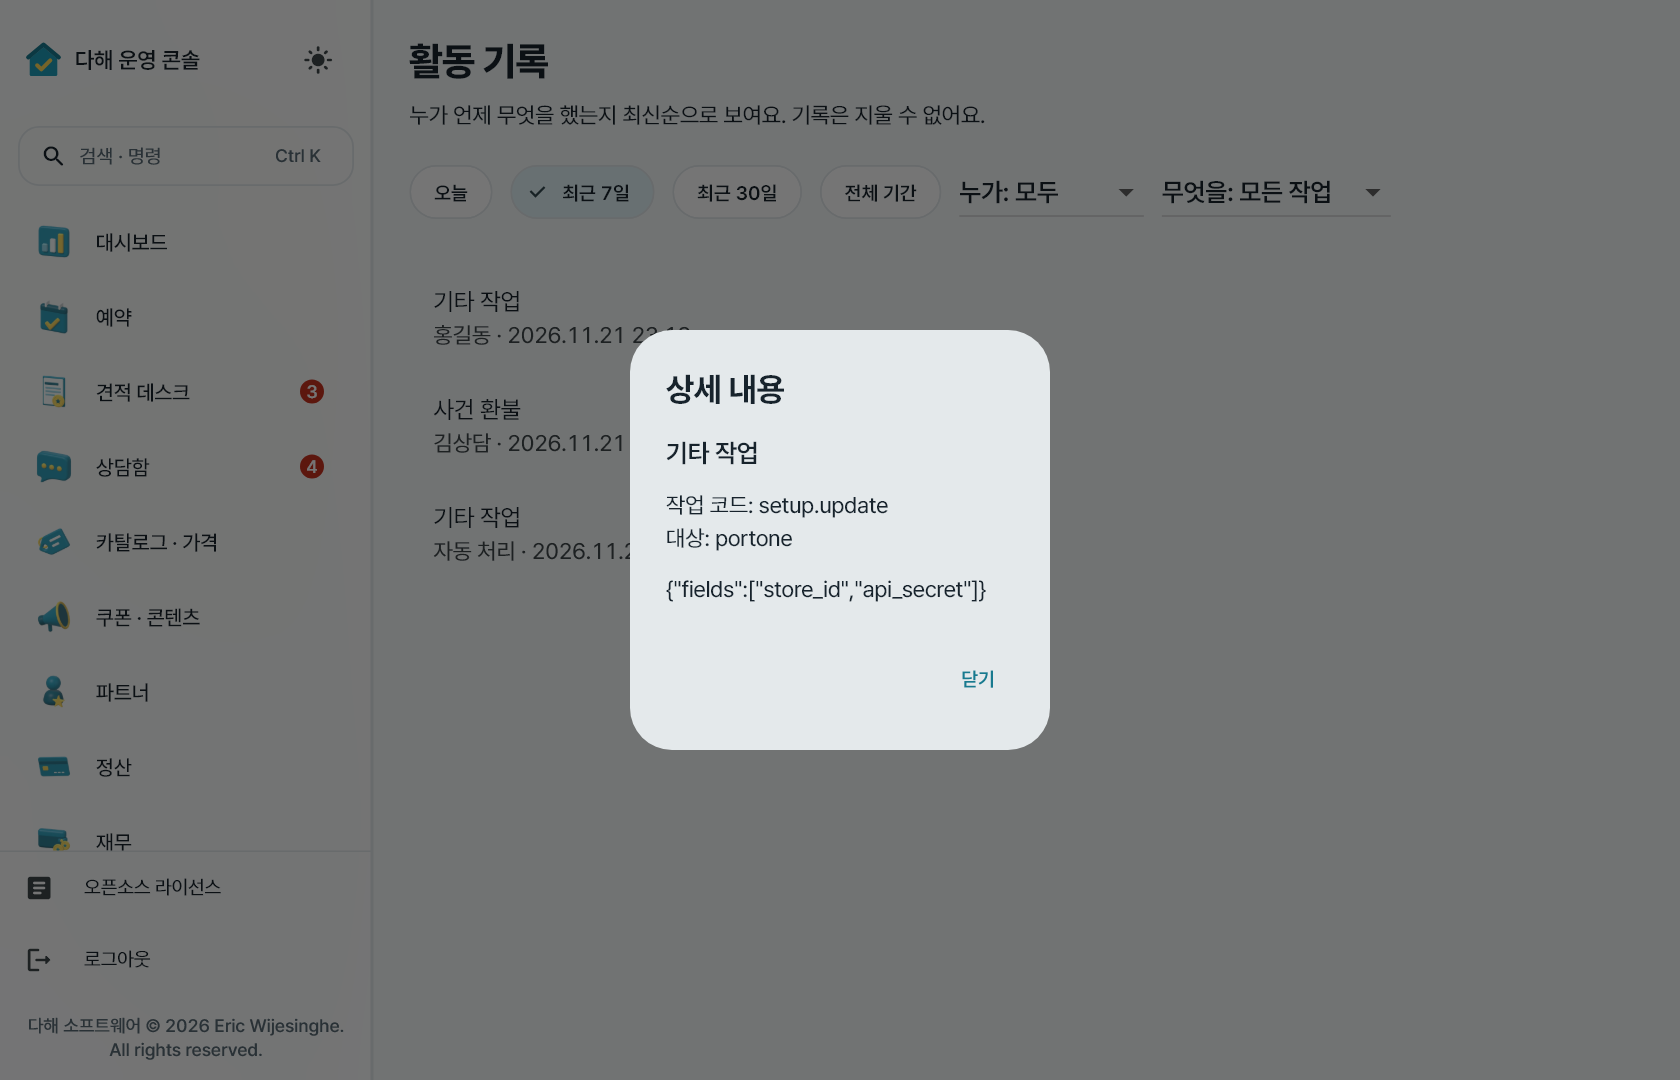 다해 운영 콘솔
검색 · 명령
Ctrl K
대시보드
예약
견적 데스크
3
상담함
4
카탈로그 · 가격
쿠폰 · 콘텐츠
파트너
정산
재무
오픈소스 라이선스
로그아웃
다해 소프트웨어 © 2026 Eric Wijesinghe.
All rights reserved.
활동 기록
누가 언제 무엇을 했는지 최신순으로 보여요. 기록은 지울 수 없어요.
오늘
최근 7일
최근 30일
전체 기간
누가: 모두
무엇을: 모든 작업
기타 작업
홍길동 · 2026.11.21
사건 환불
김상담 · 2026.11.21
기타 작업
자동 처리 · 2026.11.2
상세 내용
기타 작업
작업 코드: setup.update
대상: portone
{"fields":["store_id","api_secret"]}
닫기